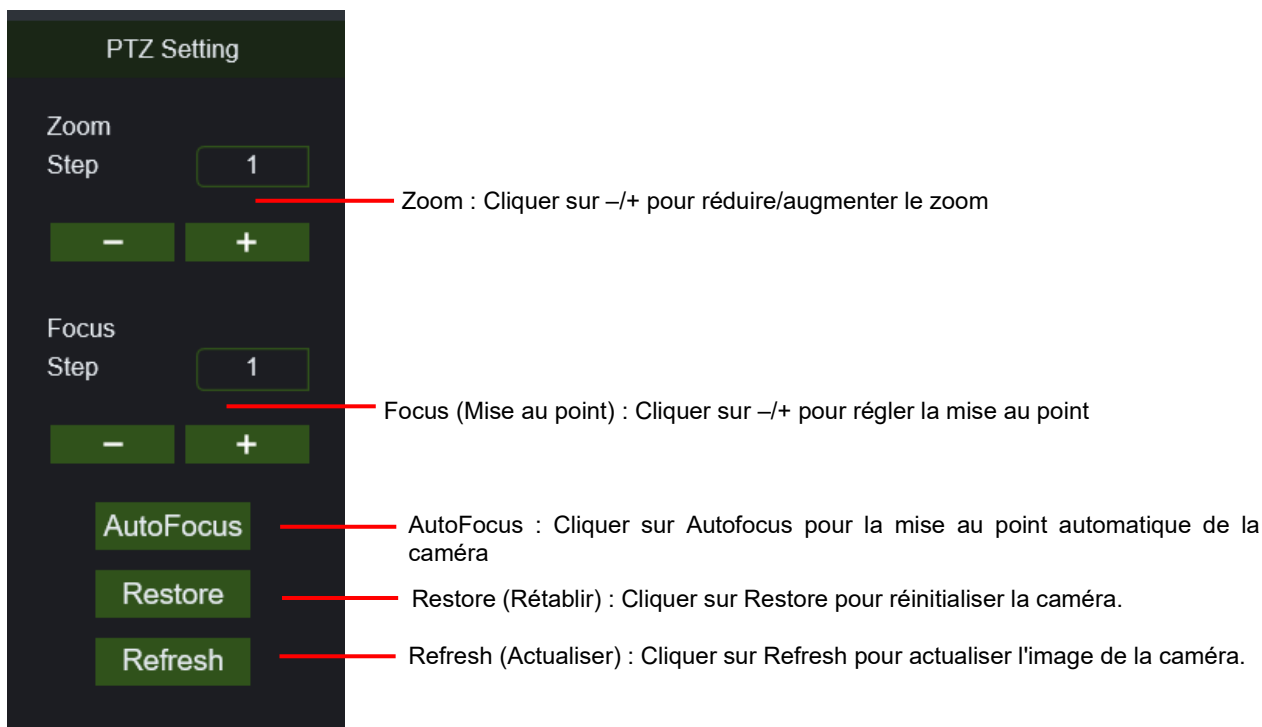 PTZ Setting
Zoom
Step 1
Zoom : Cliquer sur –/+ pour réduire/augmenter le zoom
– +
Focus
Step 1
Focus (Mise au point) : Cliquer sur –/+ pour régler la mise au point
– +
AutoFocus
AutoFocus : Cliquer sur Autofocus pour la mise au point automatique de la
caméra
Restore
Restore (Rétablir) : Cliquer sur Restore pour réinitialiser la caméra.
Refresh
Refresh (Actualiser) : Cliquer sur Refresh pour actualiser l'image de la caméra.